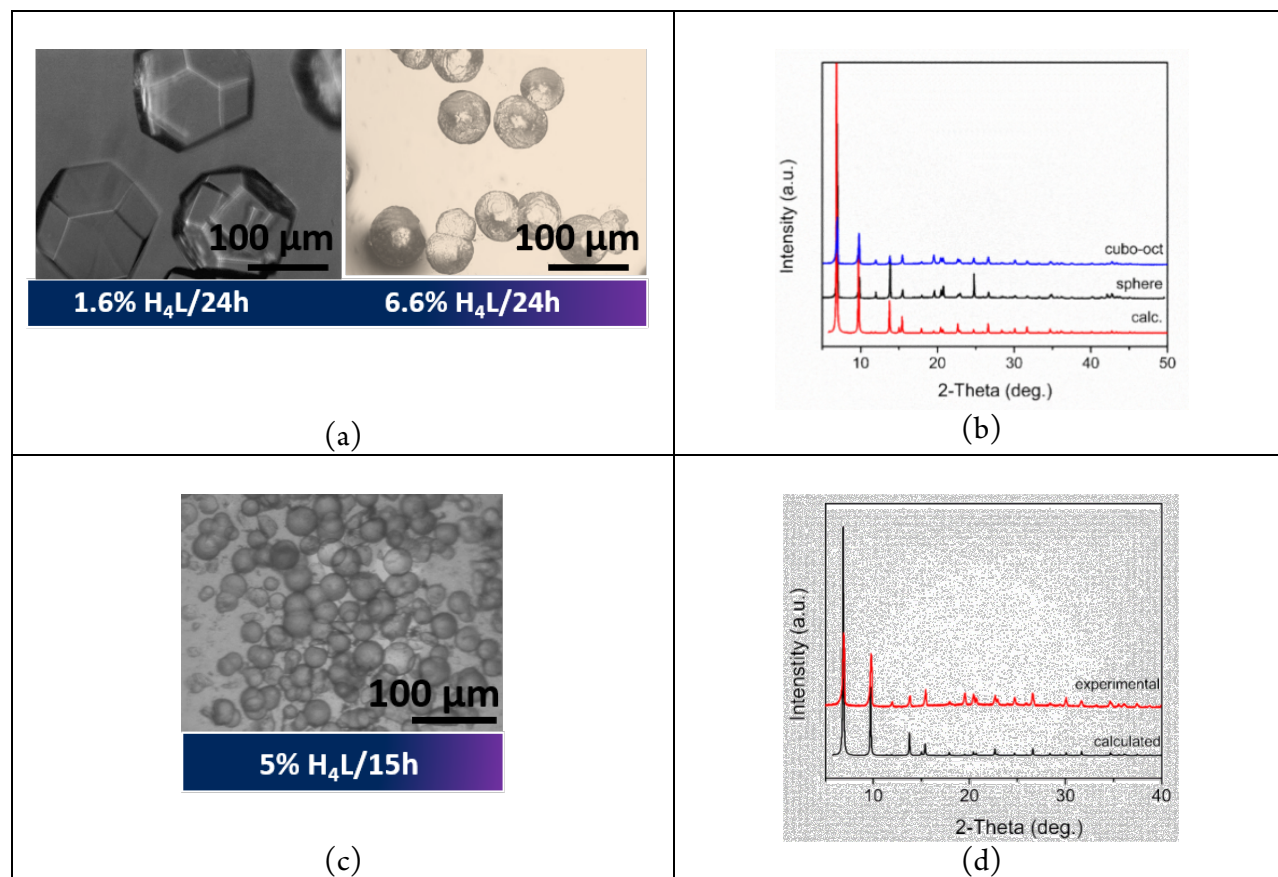 100 µm
100 µm
1.6% H₄L/24h
6.6% H₄L/24h
(a)
Intensity (a.u.)
cubo-oct
sphere
calc.
10
20
30
40
50
2-Theta (deg.)
(b)
100 µm
5% H₄L/15h
(c)
Intenstity (a.u.)
experimental
calculated
10
20
30
40
2-Theta (deg.)
(d)